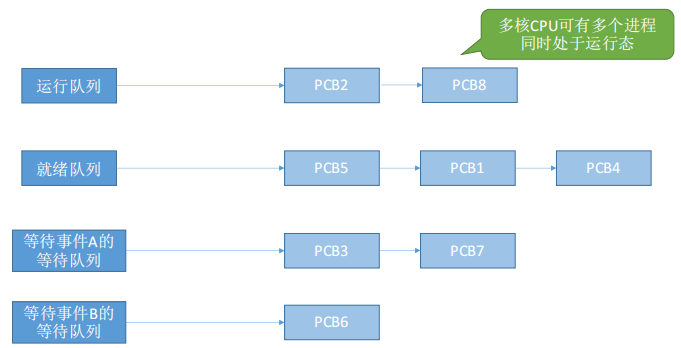 多核CPU可有多个进程
同时处于运行态
运行队列
PCB2
PCB8
就绪队列
PCB5
PCB1
PCB4
等待事件A的
等待队列
PCB3
PCB7
等待事件B的
等待队列
PCB6